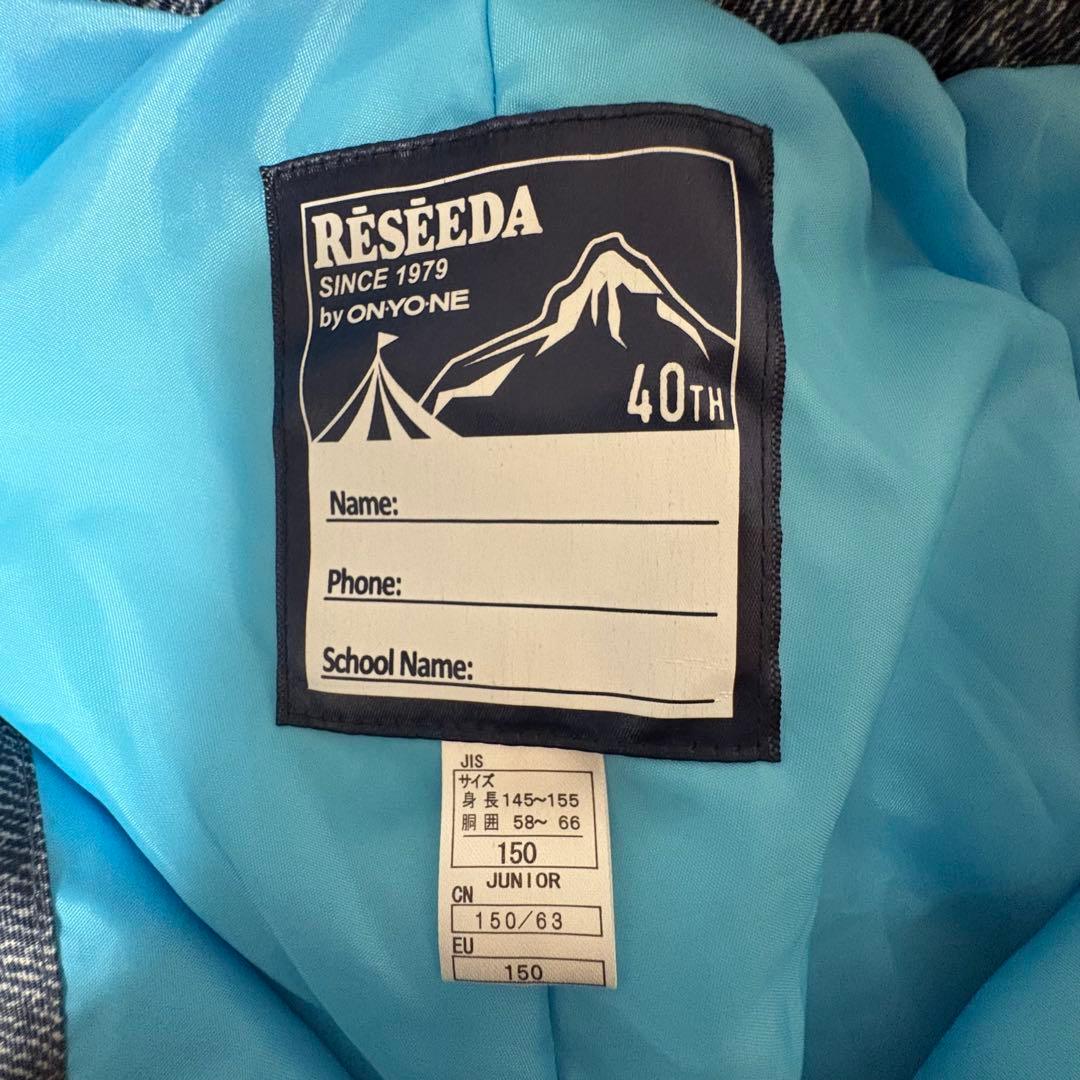 RĒSĒEDA
SINCE 1979
by ON·YO·NE
40TH
Name:
Phone:
School Name:
JIS
サイズ
身長145～155
胴囲 58～ 66
150
JUNIOR
CN
150/63
EU
150